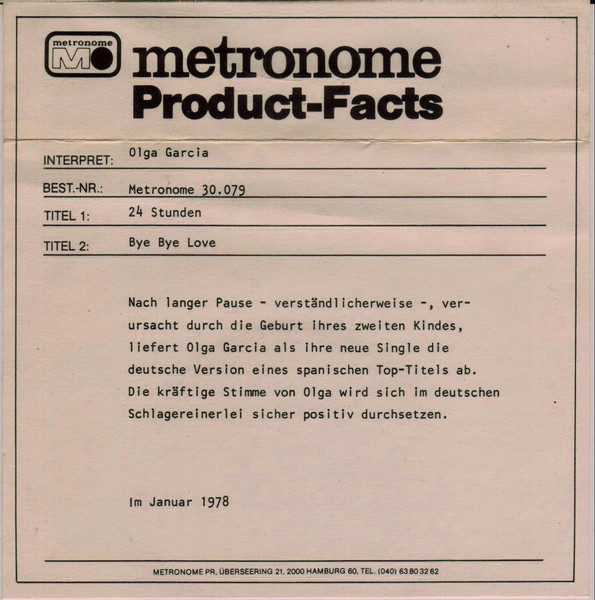 metronome
MO
metronome
Product-Facts
INTERPRET: Olga Garcia
BEST.-NR.: Metronome 30.079
TITEL 1: 24 Stunden
TITEL 2: Bye Bye Love
Nach langer Pause - verständlicherweise -, ver-
ursacht durch die Geburt ihres zweiten Kindes,
liefert Olga Garcia als ihre neue Single die
deutsche Version eines spanischen Top-Titels ab.
Die kräftige Stimme von Olga wird sich im deutschen
Schlagereinerlei sicher positiv durchsetzen.
Im Januar 1978
METRONOME PR, ÜBERSEERING 21, 2000 HAMBURG 60, TEL. (040) 63 80 32 62